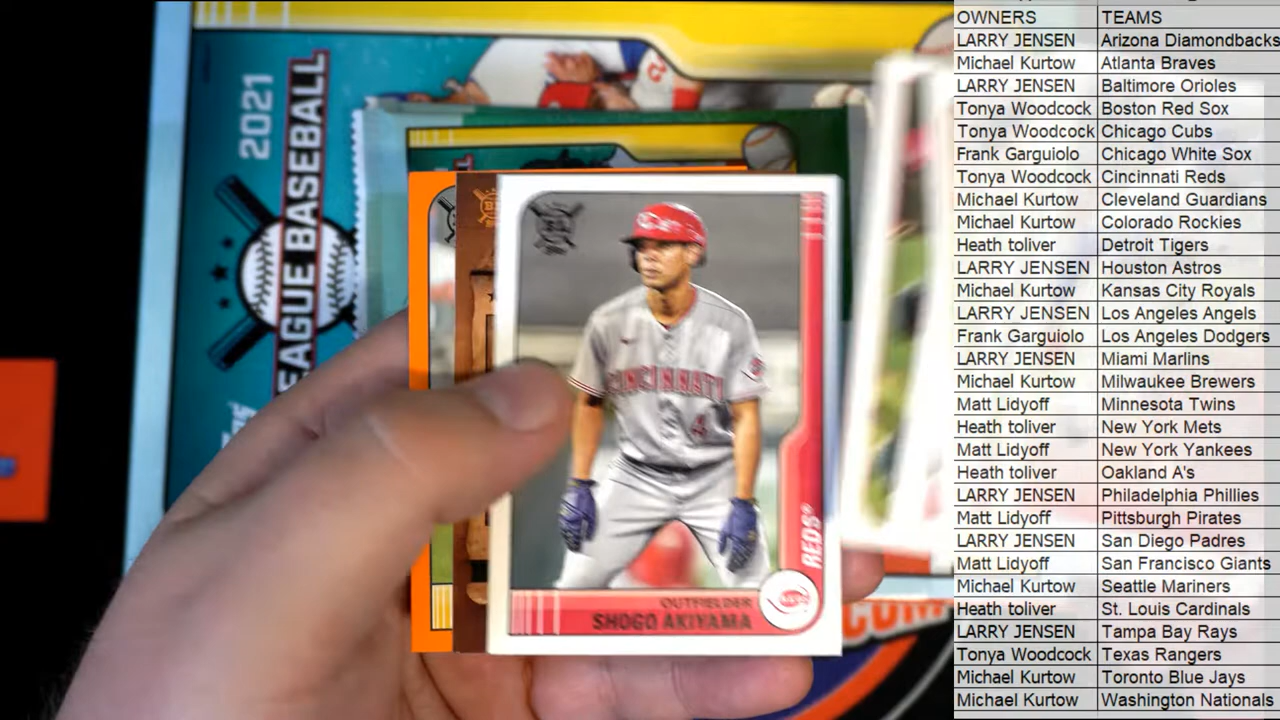 2021
LEAGUE BASEBALL
CINCINNATI
34
REDS
OUTFIELDER
SHOGO AKIYAMA
OWNERS TEAMS
LARRY JENSEN Arizona Diamondbacks
Michael Kurtow Atlanta Braves
LARRY JENSEN Baltimore Orioles
Tonya Woodcock Boston Red Sox
Tonya Woodcock Chicago Cubs
Frank Garguiolo Chicago White Sox
Tonya Woodcock Cincinnati Reds
Michael Kurtow Cleveland Guardians
Michael Kurtow Colorado Rockies
Heath toliver Detroit Tigers
LARRY JENSEN Houston Astros
Michael Kurtow Kansas City Royals
LARRY JENSEN Los Angeles Angels
Frank Garguiolo Los Angeles Dodgers
LARRY JENSEN Miami Marlins
Michael Kurtow Milwaukee Brewers
Matt Lidyoff Minnesota Twins
Heath toliver New York Mets
Matt Lidyoff New York Yankees
Heath toliver Oakland A's
LARRY JENSEN Philadelphia Phillies
Matt Lidyoff Pittsburgh Pirates
LARRY JENSEN San Diego Padres
Matt Lidyoff San Francisco Giants
Michael Kurtow Seattle Mariners
Heath toliver St. Louis Cardinals
LARRY JENSEN Tampa Bay Rays
Tonya Woodcock Texas Rangers
Michael Kurtow Toronto Blue Jays
Michael Kurtow Washington Nationals